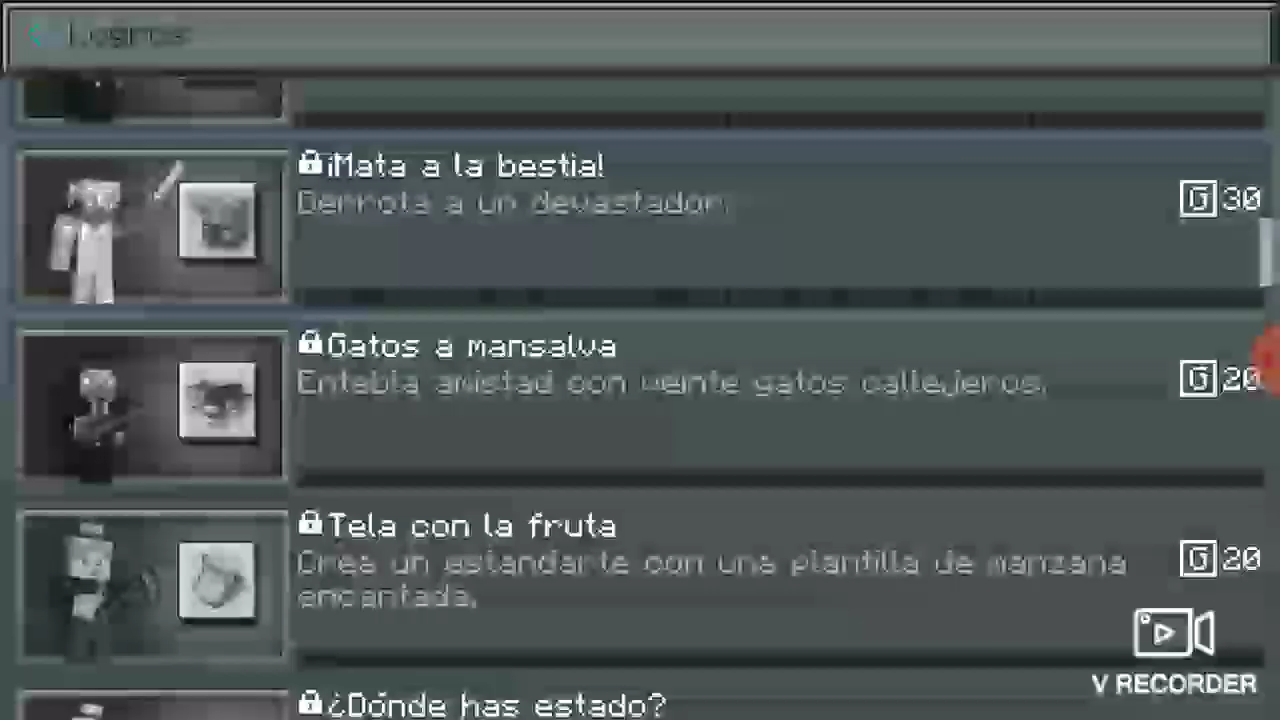 Logros
¡Mata a la bestia!
Derrota a un devastador.
G 30
Gatos a mansalva
Entabla amistad con veinte gatos callejeros.
G 20
Tela con la fruta
Crea un estandarte con una plantilla de manzana
encantada.
G 20
V RECORDER
¿Dónde has estado?